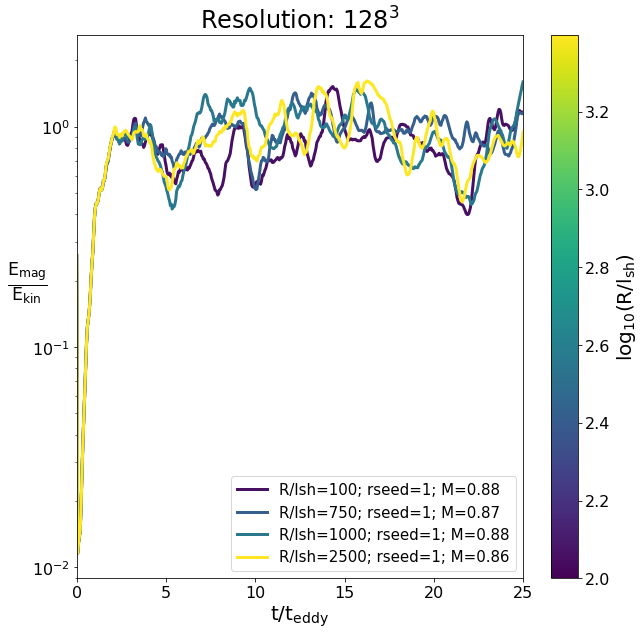 Resolution: 128³
10⁰
10⁻¹
10⁻²
E_mag
E_kin
0 5 10 15 20 25
t/t_eddy
R/lsh=100; rseed=1; M=0.88
R/lsh=750; rseed=1; M=0.87
R/lsh=1000; rseed=1; M=0.88
R/lsh=2500; rseed=1; M=0.86
3.2
3.0
2.8
2.6
2.4
2.2
2.0
log₁₀(R/l_sh)